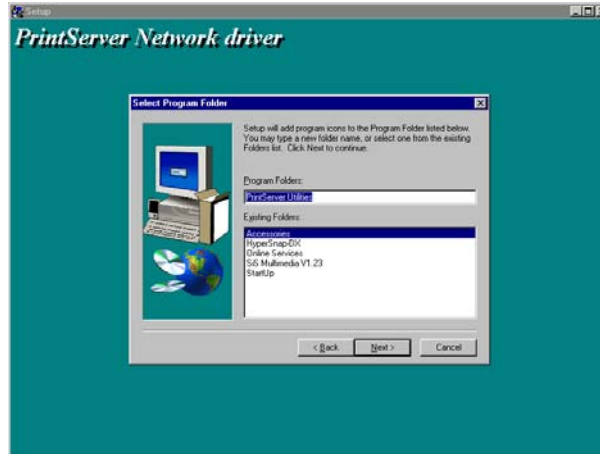 Setup
PrintServer Network driver
Select Program Folder
Setup will add program icons to the Program Folder listed below.
You may type a new folder name, or select one from the existing
Folders list. Click Next to continue.
Program Folders:
PrintServer Utilities
Existing Folders:
Accessories
HyperSnap-DX
Online Services
SiS Multimedia V1.23
StartUp
< Back
Next >
Cancel